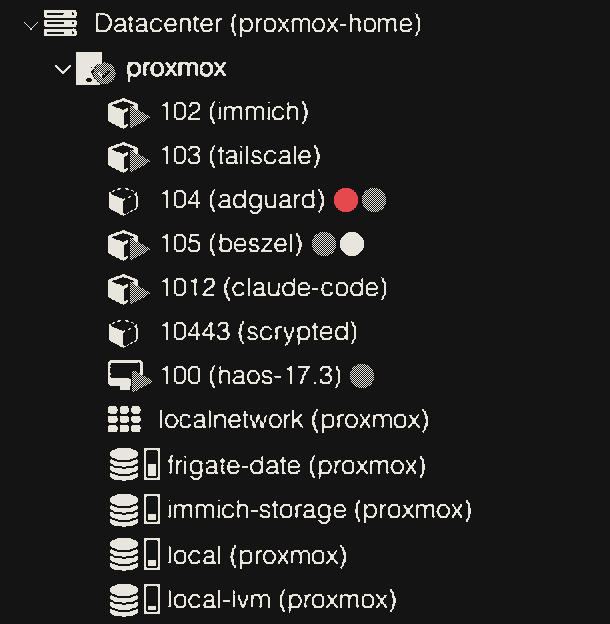 Datacenter (proxmox-home)
proxmox
102 (immich)
103 (tailscale)
104 (adguard)
105 (beszel)
1012 (claude-code)
10443 (scrypted)
100 (haos-17.3)
localnetwork (proxmox)
frigate-date (proxmox)
immich-storage (proxmox)
local (proxmox)
local-lvm (proxmox)